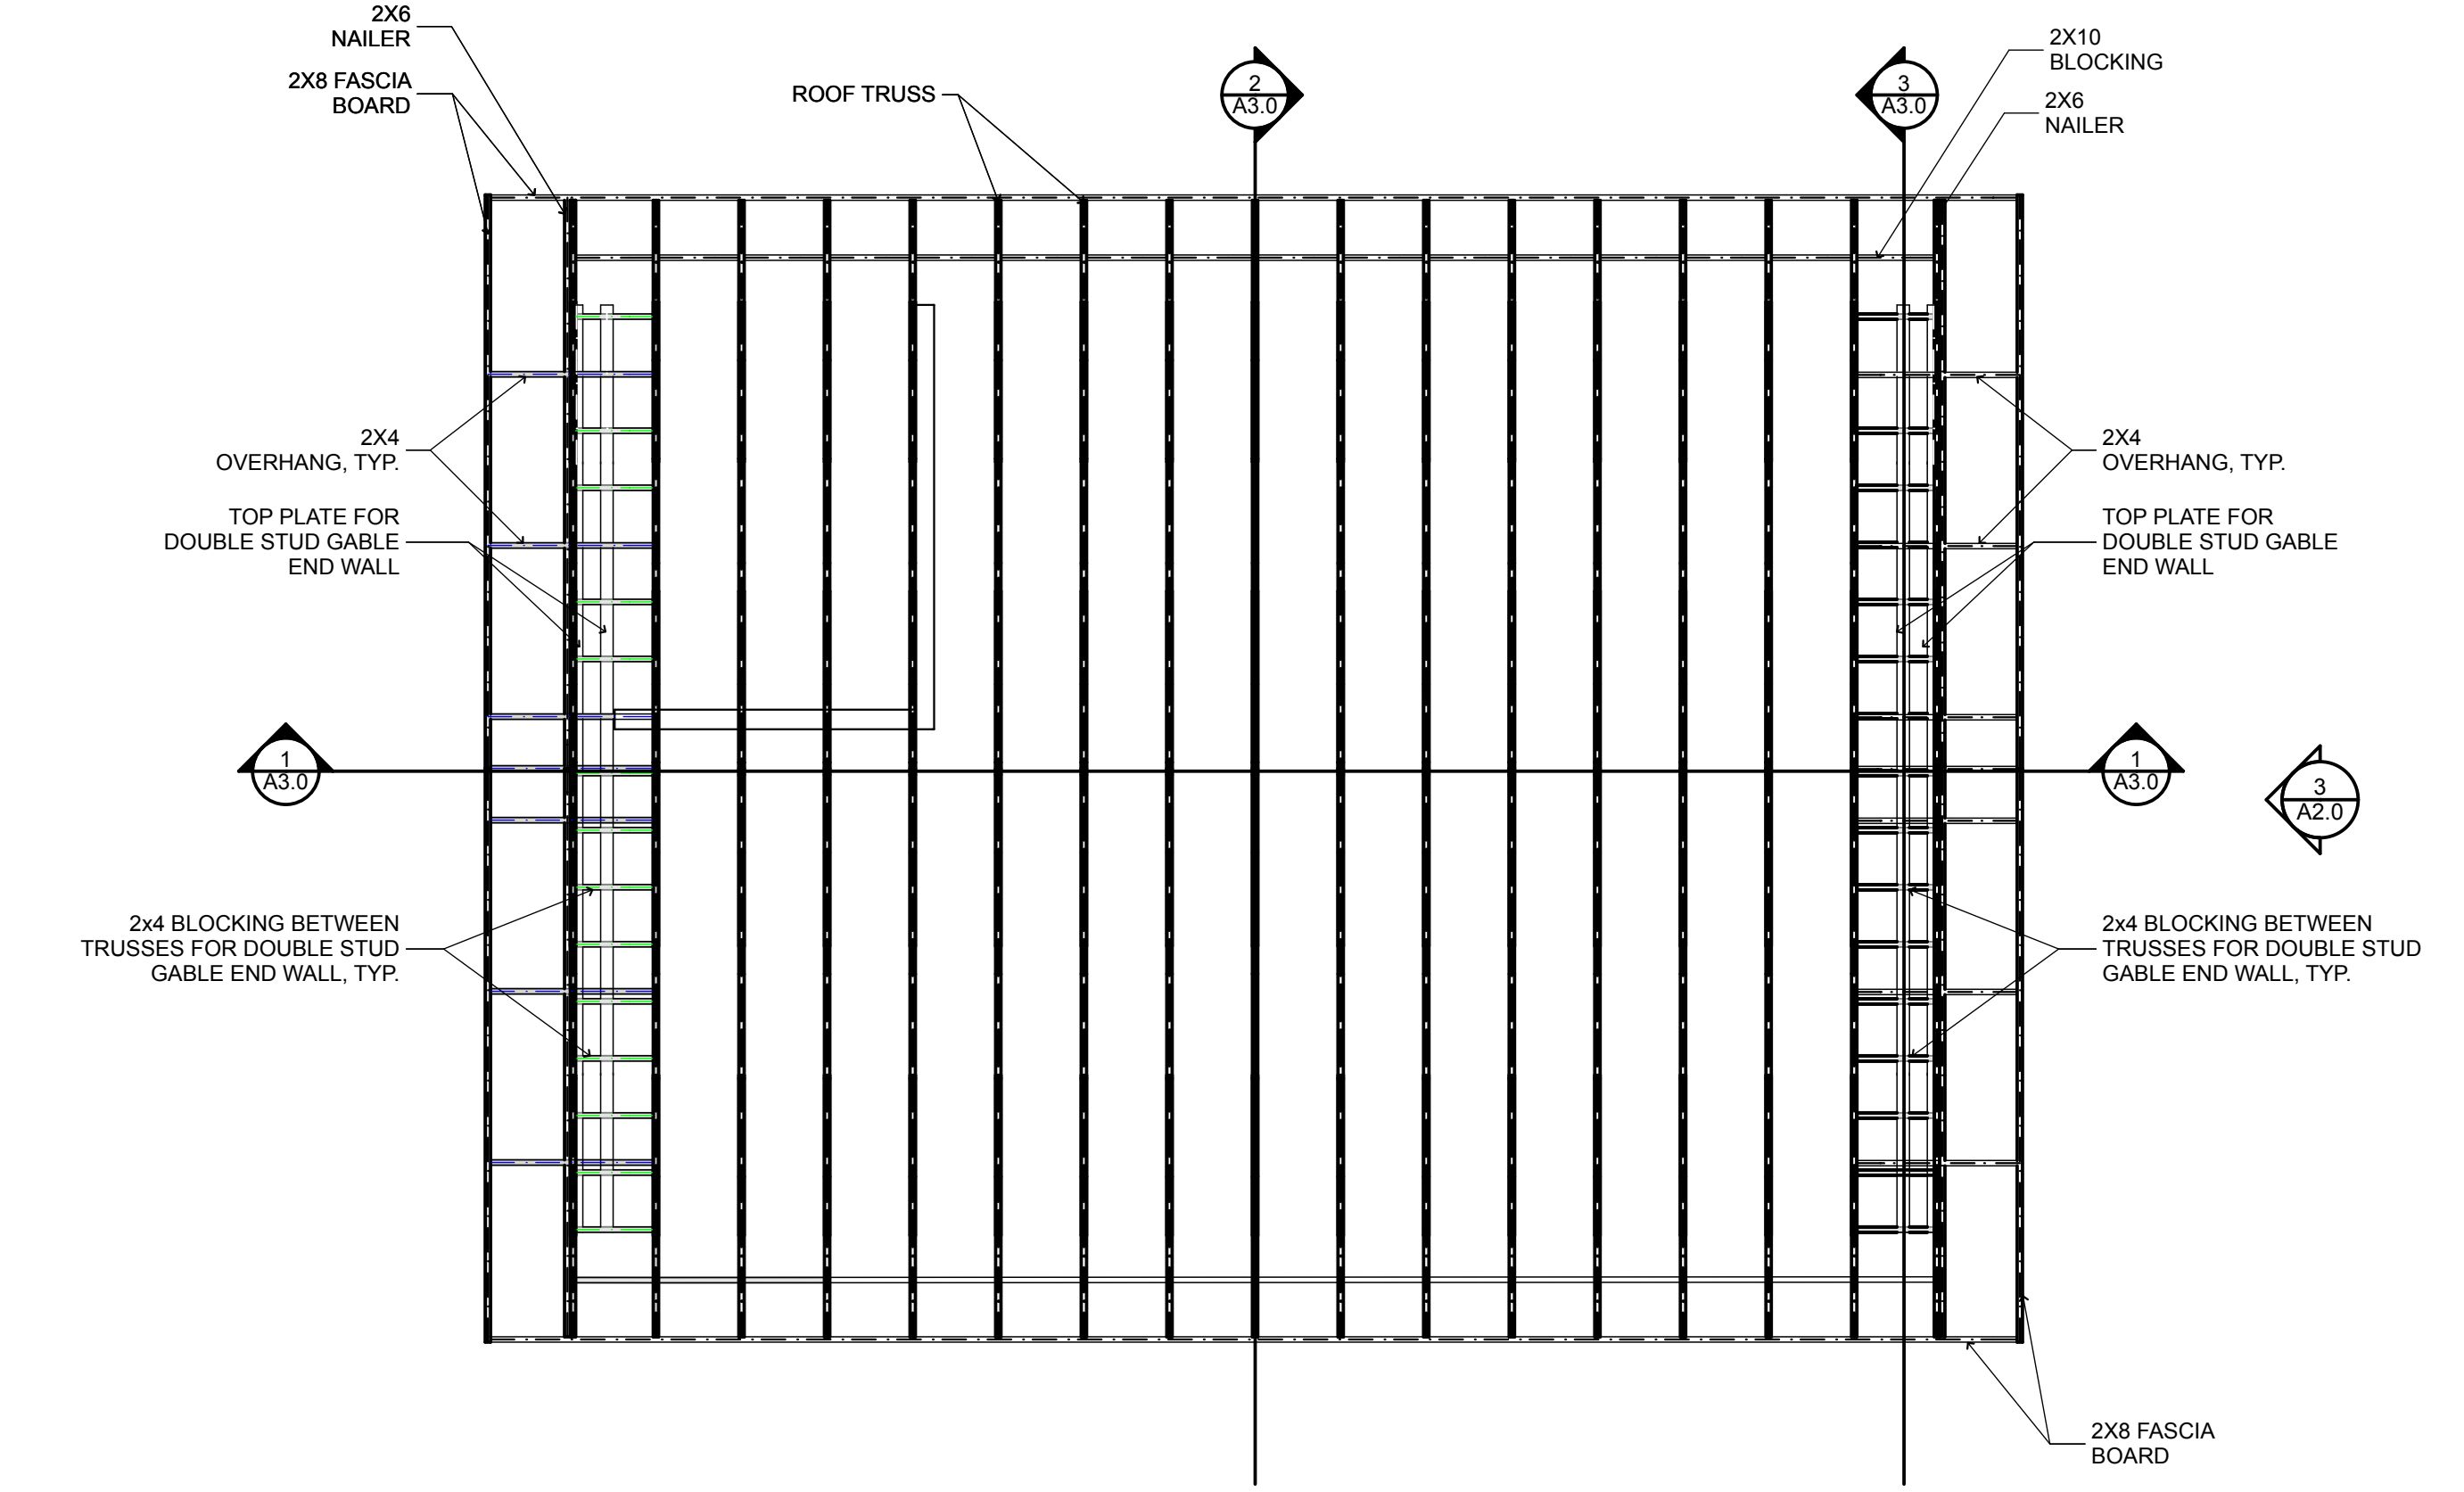 2X6
NAILER
2X8 FASCIA
BOARD
ROOF TRUSS
2
A3.0
3
A3.0
2X10
BLOCKING
2X6
NAILER
2X4
OVERHANG, TYP.
TOP PLATE FOR
DOUBLE STUD GABLE
END WALL
2X4
OVERHANG, TYP.
TOP PLATE FOR
DOUBLE STUD GABLE
END WALL
1
A3.0
1
A3.0
3
A2.0
2x4 BLOCKING BETWEEN
TRUSSES FOR DOUBLE STUD
GABLE END WALL, TYP.
2x4 BLOCKING BETWEEN
TRUSSES FOR DOUBLE STUD
GABLE END WALL, TYP.
2X8 FASCIA
BOARD